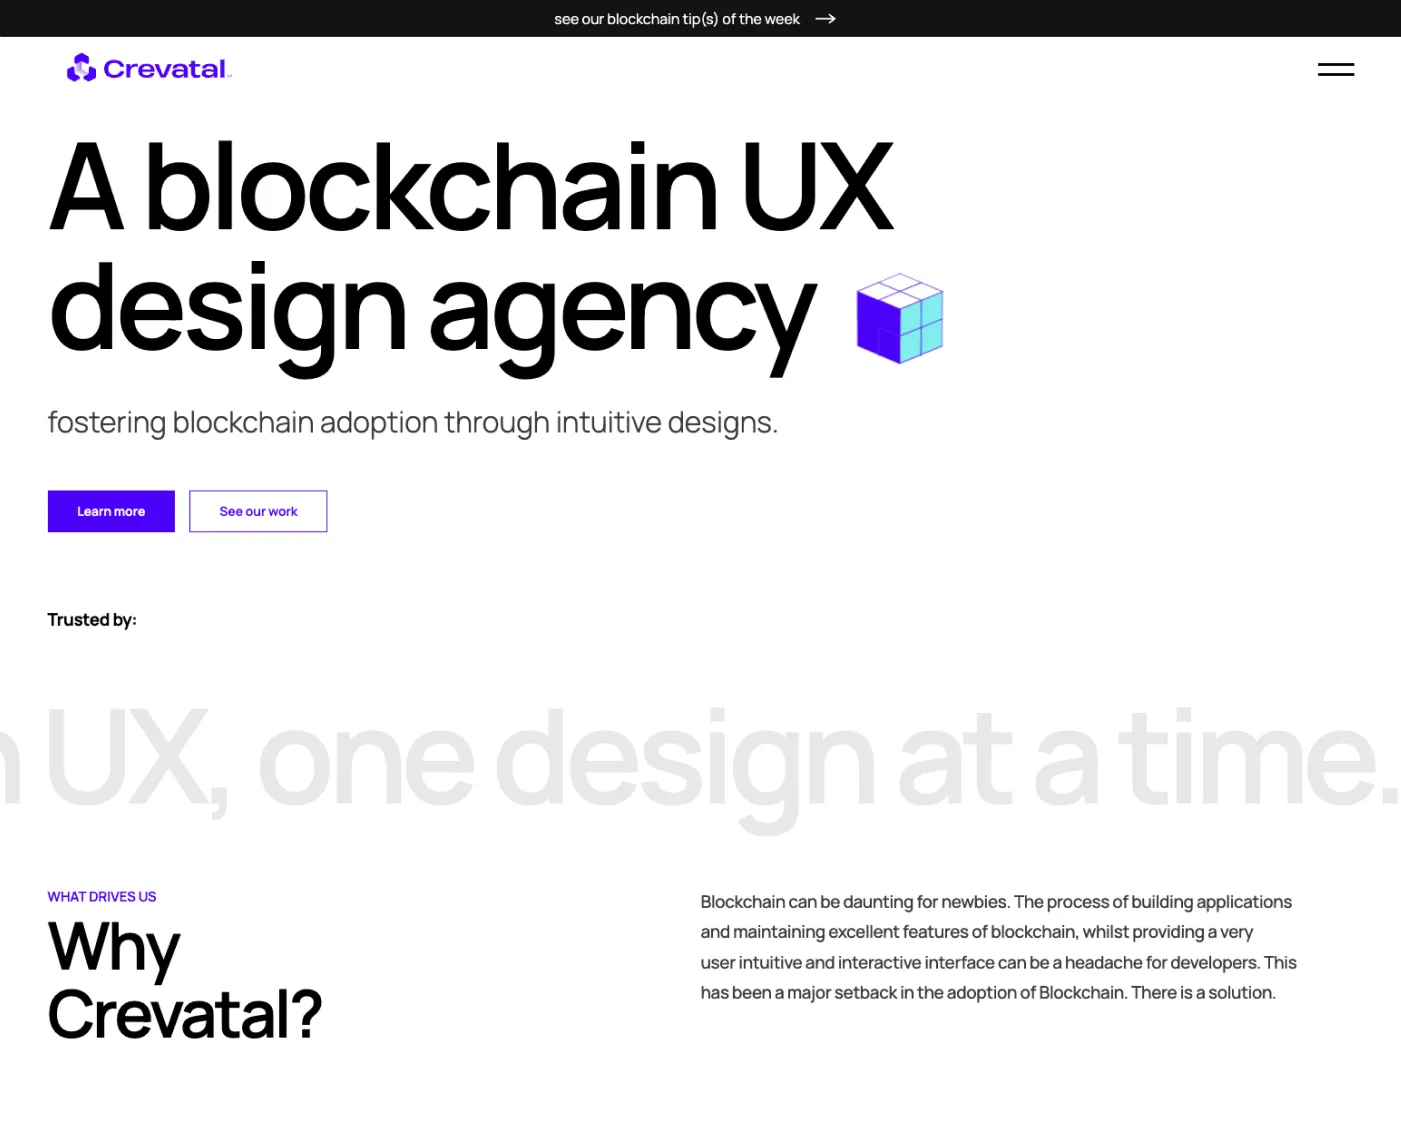 see our blockchain tip(s) of the week
Crevatal
A blockchain UX
design agency
fostering blockchain adoption through intuitive designs.
Learn more
See our work
Trusted by:
n UX, one design at a time.
WHAT DRIVES US
Why
Crevatal?
Blockchain can be daunting for newbies. The process of building applications
and maintaining excellent features of blockchain, whilst providing a very
user intuitive and interactive interface can be a headache for developers. This
has been a major setback in the adoption of Blockchain. There is a solution.